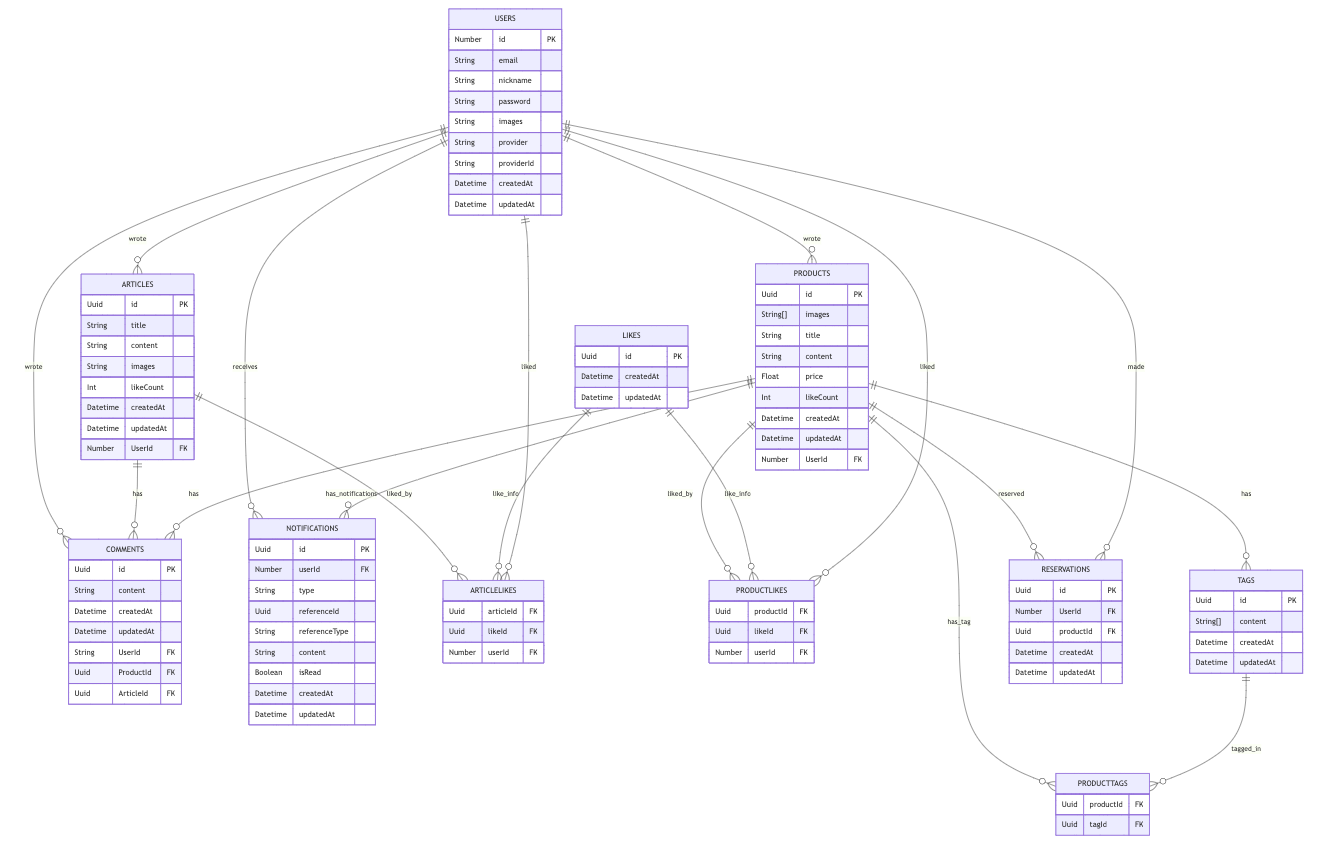 USERS
Number id PK
String email
String nickname
String password
String images
String provider
String providerId
Datetime createdAt
Datetime updatedAt
wrote
wrote
ARTICLES
Uuid id PK
String title
String content
String images
Int likeCount
Datetime createdAt
Datetime updatedAt
Number UserId FK
PRODUCTS
Uuid id PK
String[] images
String title
String content
Float price
Int likeCount
Datetime createdAt
Datetime updatedAt
Number UserId FK
LIKES
Uuid id PK
Datetime createdAt
Datetime updatedAt
wrote
receives
liked
liked
made
has
has
has_notifications
liked_by
like_info
liked_by
like_info
reserved
has
COMMENTS
Uuid id PK
String content
Datetime createdAt
Datetime updatedAt
String UserId FK
Uuid ProductId FK
Uuid ArticleId FK
NOTIFICATIONS
Uuid id PK
Number userId FK
String type
Uuid referenceId
String referenceType
String content
Boolean isRead
Datetime createdAt
Datetime updatedAt
ARTICLELIKES
Uuid articleId FK
Uuid likeId FK
Number userId FK
PRODUCTLIKES
Uuid productId FK
Uuid likeId FK
Number userId FK
has_tag
RESERVATIONS
Uuid id PK
Number UserId FK
Uuid productId FK
Datetime createdAt
Datetime updatedAt
TAGS
Uuid id PK
String[] content
Datetime createdAt
Datetime updatedAt
tagged_in
PRODUCTTAGS
Uuid productId FK
Uuid tagId FK